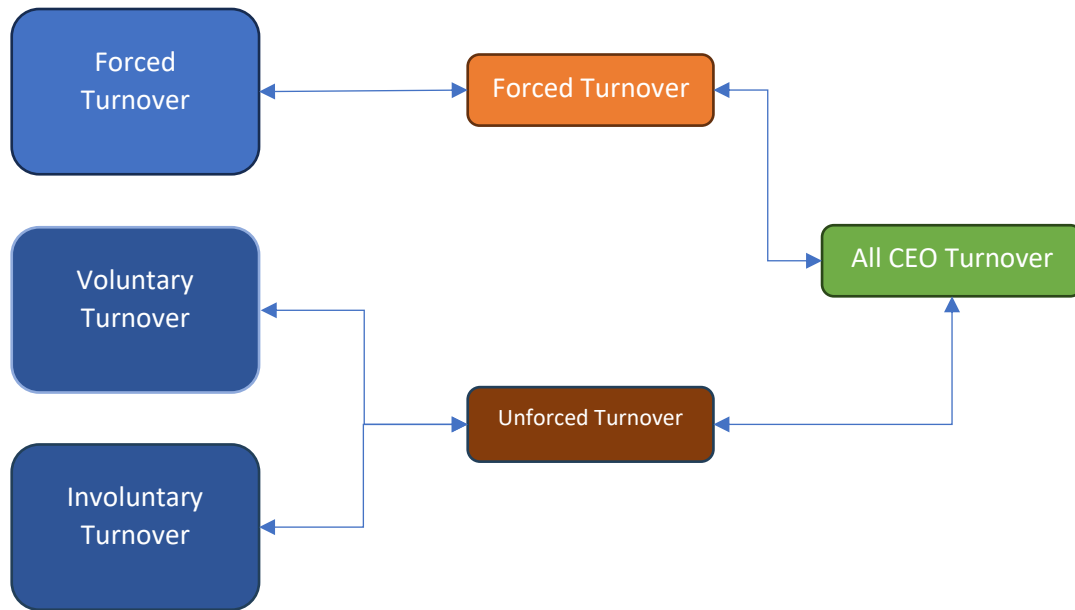 Forced
Turnover
Forced Turnover
Voluntary
Turnover
All CEO Turnover
Unforced Turnover
Involuntary
Turnover